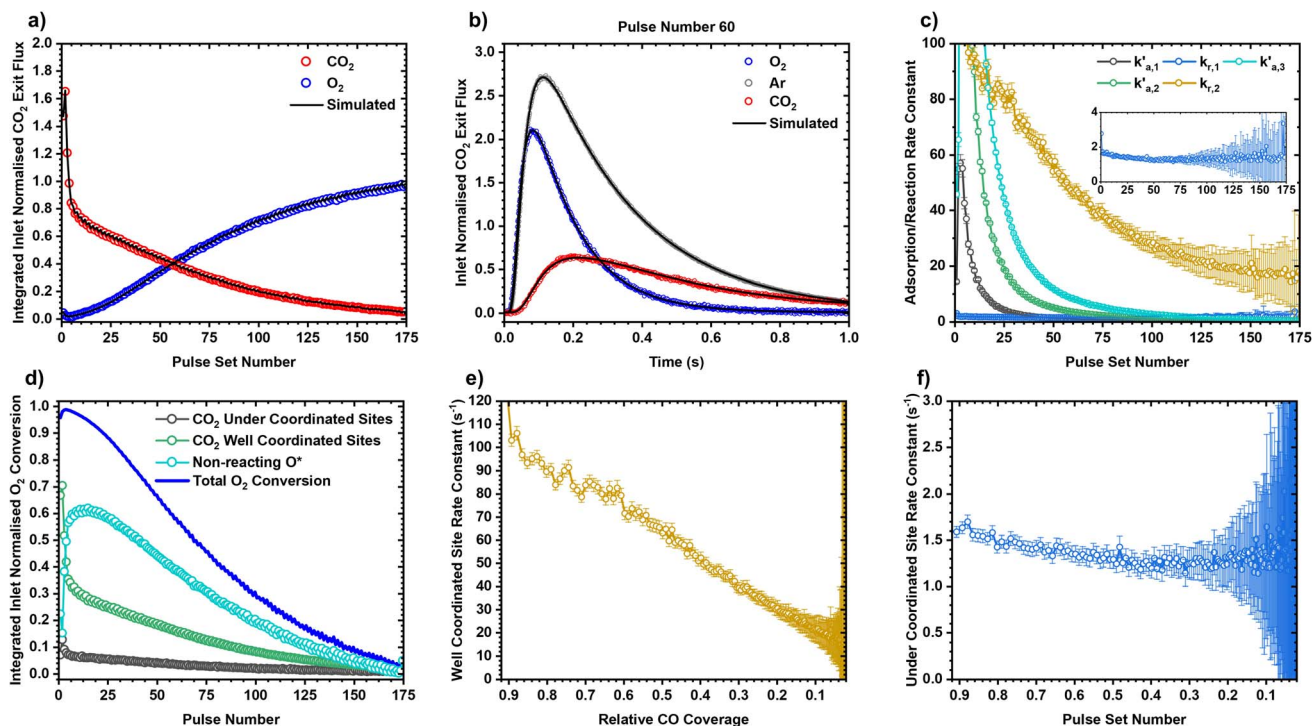 a)
Integrated Inlet Normalised CO₂ Exit Flux
2.0
1.8
1.6
1.4
1.2
1.0
0.8
0.6
0.4
0.2
0.0
CO₂
O₂
Simulated
0 25 50 75 100 125 150 175
Pulse Set Number
b)
Pulse Number 60
Inlet Normalised CO₂ Exit Flux
3.0
2.5
2.0
1.5
1.0
0.5
0.0
O₂
Ar
CO₂
Simulated
0.0 0.2 0.4 0.6 0.8 1.0
Time (s)
c)
Adsorption/Reaction Rate Constant
100
80
60
40
20
0
k'a,1 kr,1 k'a,3
k'a,2 kr,2
4
2
0
0 25 50 75 100 125 150 175
0 25 50 75 100 125 150 175
Pulse Set Number
d)
Integrated Inlet Normalised O₂ Conversion
1.0
0.9
0.8
0.7
0.6
0.5
0.4
0.3
0.2
0.1
0.0
CO₂ Under Coordinated Sites
CO₂ Well Coordinated Sites
Non-reacting O*
Total O₂ Conversion
0 25 50 75 100 125 150 175
Pulse Number
e)
Well Coordinated Site Rate Constant (s⁻¹)
120
110
100
90
80
70
60
50
40
30
20
10
0
0.9 0.8 0.7 0.6 0.5 0.4 0.3 0.2 0.1
Relative CO Coverage
f)
Under Coordinated Site Rate Constant (s⁻¹)
3.0
2.5
2.0
1.5
1.0
0.5
0.0
0.9 0.8 0.7 0.6 0.5 0.4 0.3 0.2 0.1
Pulse Set Number